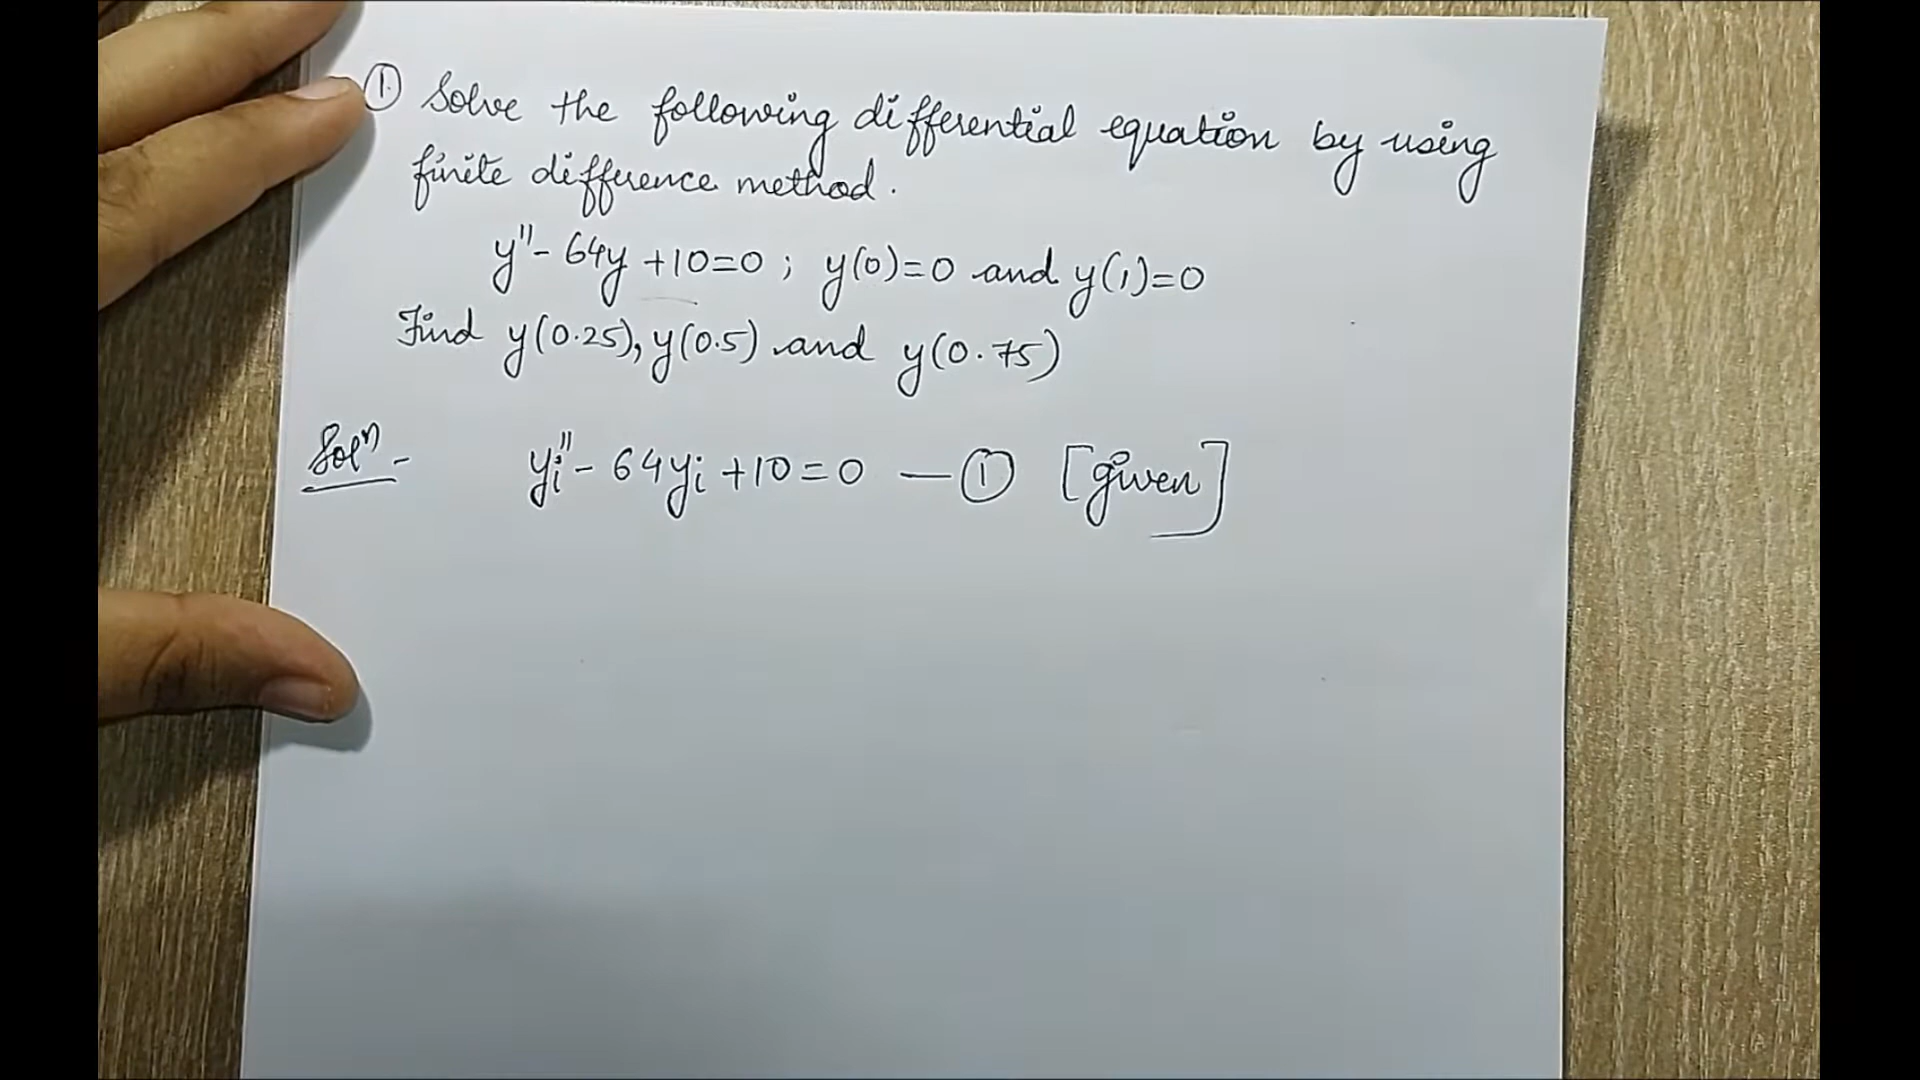 ① Solve the following differential equation by using
finite difference method.
y" - 64y + 10 = 0 ; y(0) = 0 and y(1) = 0
Find y(0.25), y(0.5) and y(0.75)
Solⁿ - yi" - 64yi + 10 = 0 — ① [given]